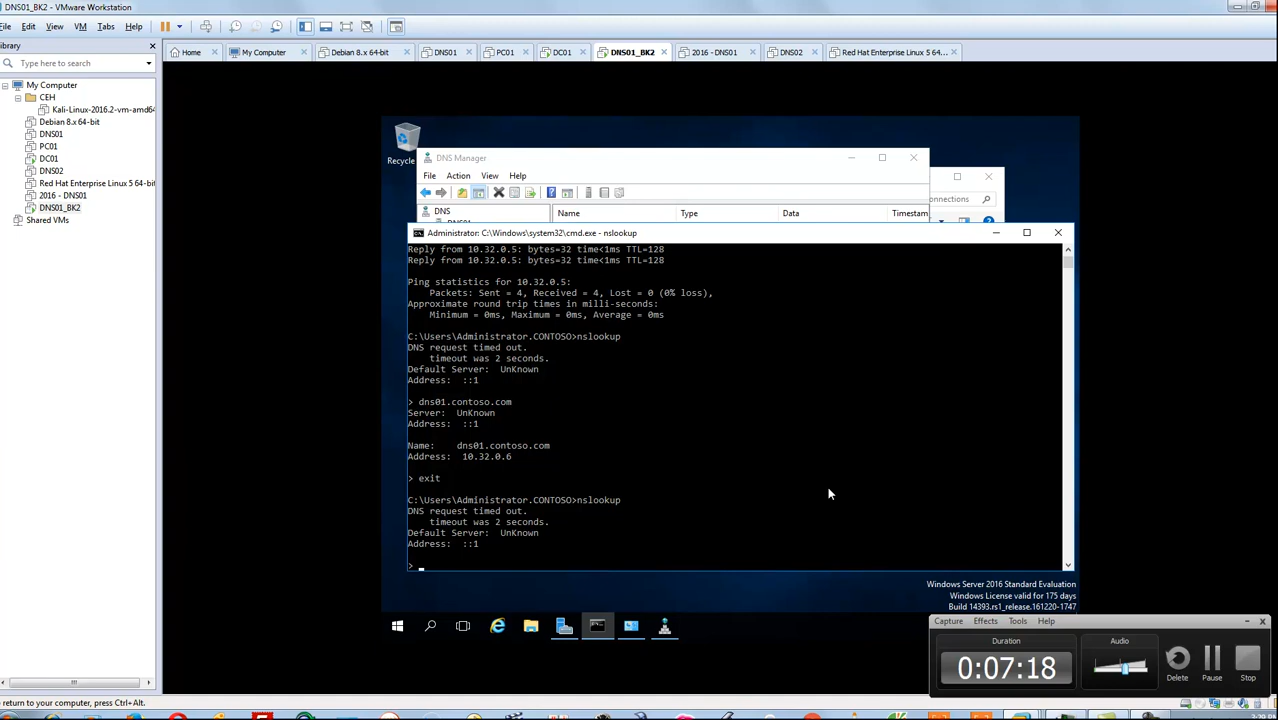 DNS01_BK2 - VMware Workstation
File Edit View VM Tabs Help
Library
Type here to search
My Computer
CEH
Kali-Linux-2016.2-vm-amd64
Debian 8.x 64-bit
DNS01
PC01
DC01
DNS02
Red Hat Enterprise Linux 5 64-bit
2016 - DNS01
DNS01_BK2
Shared VMs
Home My Computer Debian 8.x 64-bit DNS01 PC01 DC01 DNS01_BK2 2016 - DNS01 DNS02 Red Hat Enterprise Linux 5 64...
Recycle
DNS Manager
File Action View Help
DNS
Name Type Data Timestam
onnections
Administrator: C:\Windows\system32\cmd.exe - nslookup
Reply from 10.32.0.5: bytes=32 time<1ms TTL=128
Reply from 10.32.0.5: bytes=32 time<1ms TTL=128
Ping statistics for 10.32.0.5:
Packets: Sent = 4, Received = 4, Lost = 0 (0% loss),
Approximate round trip times in milli-seconds:
Minimum = 0ms, Maximum = 0ms, Average = 0ms
C:\Users\Administrator.CONTOSO>nslookup
DNS request timed out.
timeout was 2 seconds.
Default Server: UnKnown
Address: ::1
> dns01.contoso.com
Server: UnKnown
Address: ::1
Name: dns01.contoso.com
Address: 10.32.0.6
> exit
C:\Users\Administrator.CONTOSO>nslookup
DNS request timed out.
timeout was 2 seconds.
Default Server: UnKnown
Address: ::1
>
Windows Server 2016 Standard Evaluation
Windows License valid for 175 days
Build 14393.rs1_release.161220-1747
Capture Effects Tools Help
Duration
0:07:18
Audio
Delete Pause Stop
return to your computer, press Ctrl+Alt.